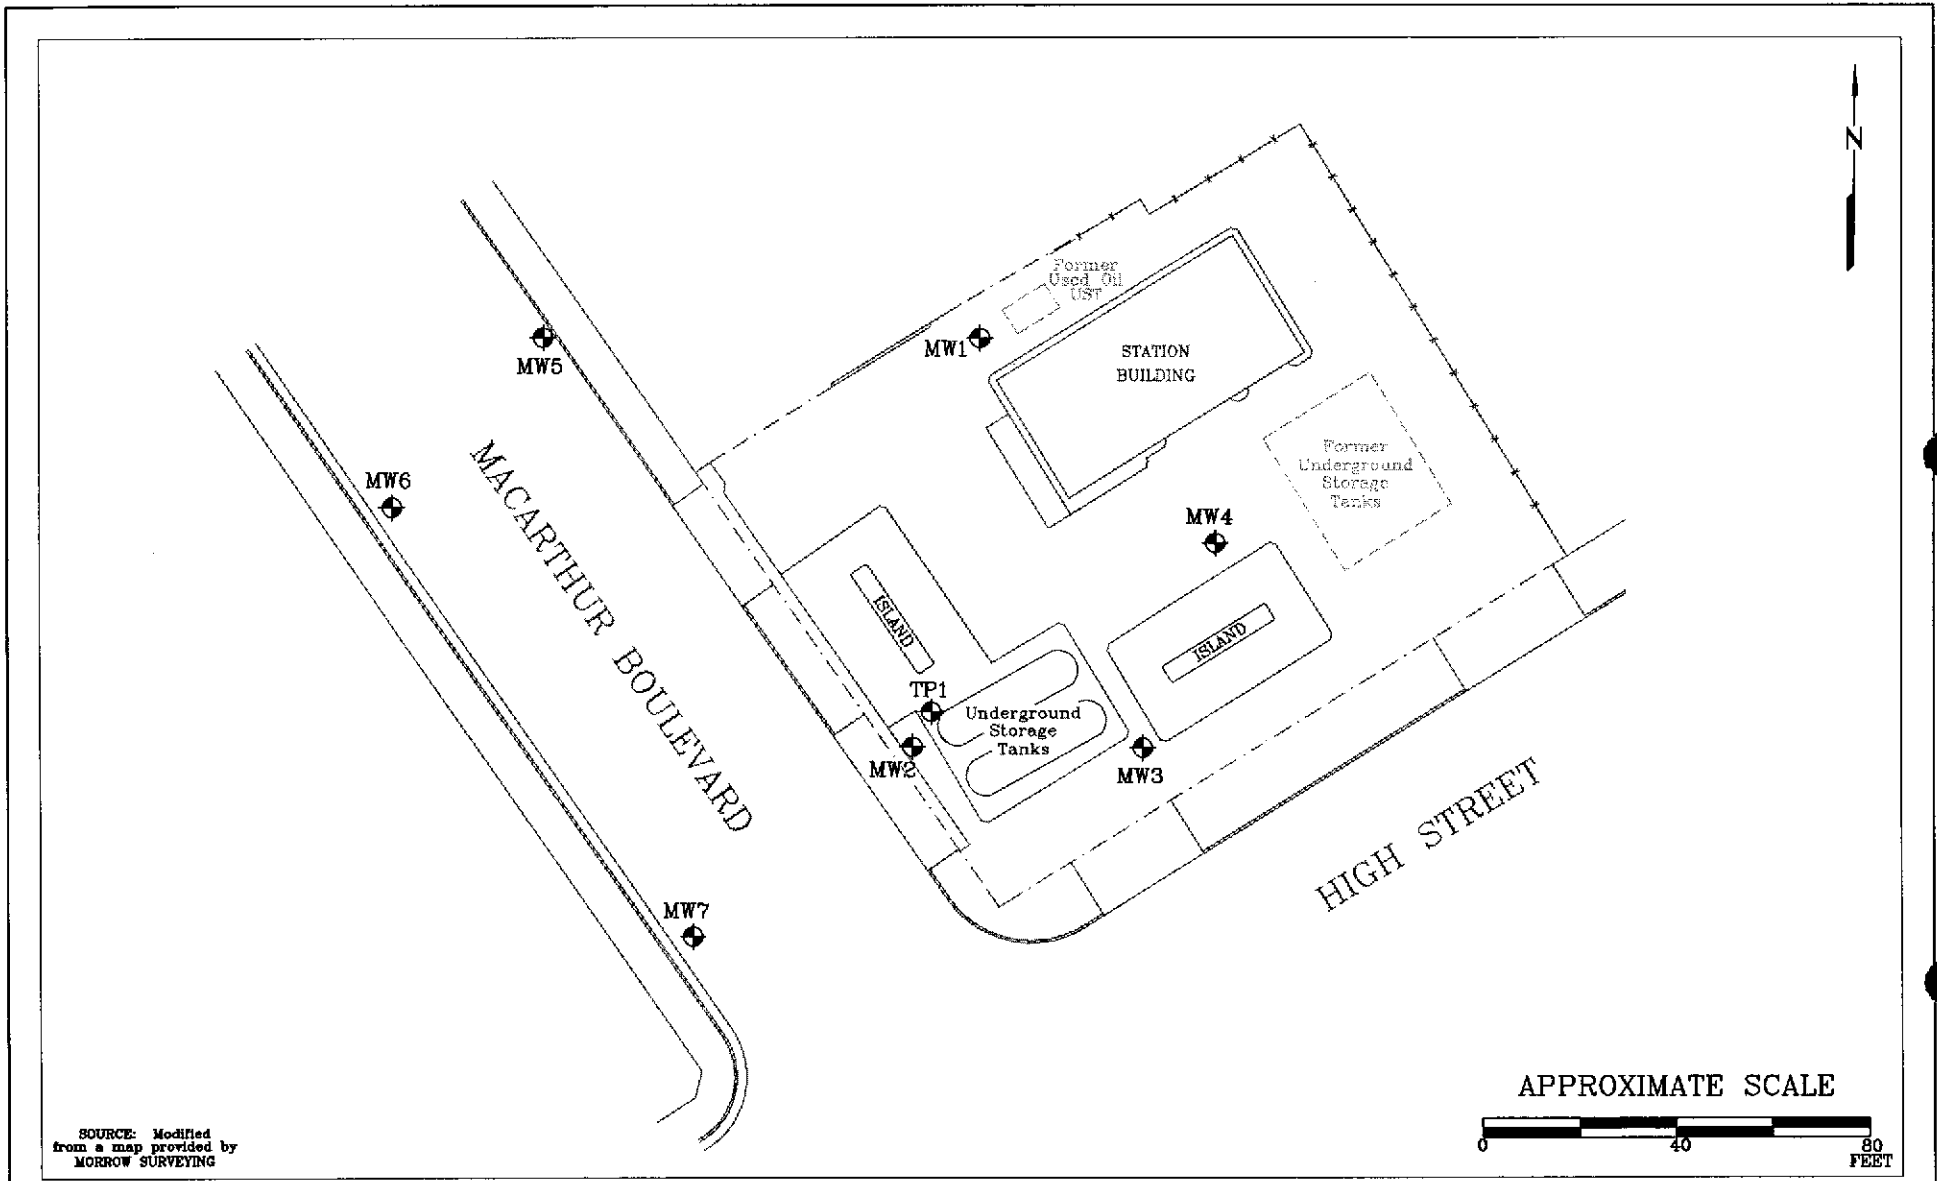 N
Former
Used Oil
UST
MW1
STATION
BUILDING
MW5
MW6
MACARTHUR BOULEVARD
Former
Underground
Storage
Tanks
MW4
ISLAND
ISLAND
TP1
Underground
Storage
Tanks
MW2
MW3
HIGH STREET
MW7
APPROXIMATE SCALE
0 40 80
FEET
SOURCE: Modified
from a map provided by
MORROW SURVEYING